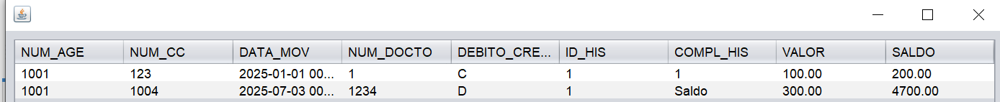 NUM_AGE NUM_CC DATA_MOV NUM_DOCTO DEBITO_CRE... ID_HIS COMPL_HIS VALOR SALDO
1001 123 2025-01-01 00... 1 C 1 1 100.00 200.00
1001 1004 2025-07-03 00... 1234 D 1 Saldo 300.00 4700.00